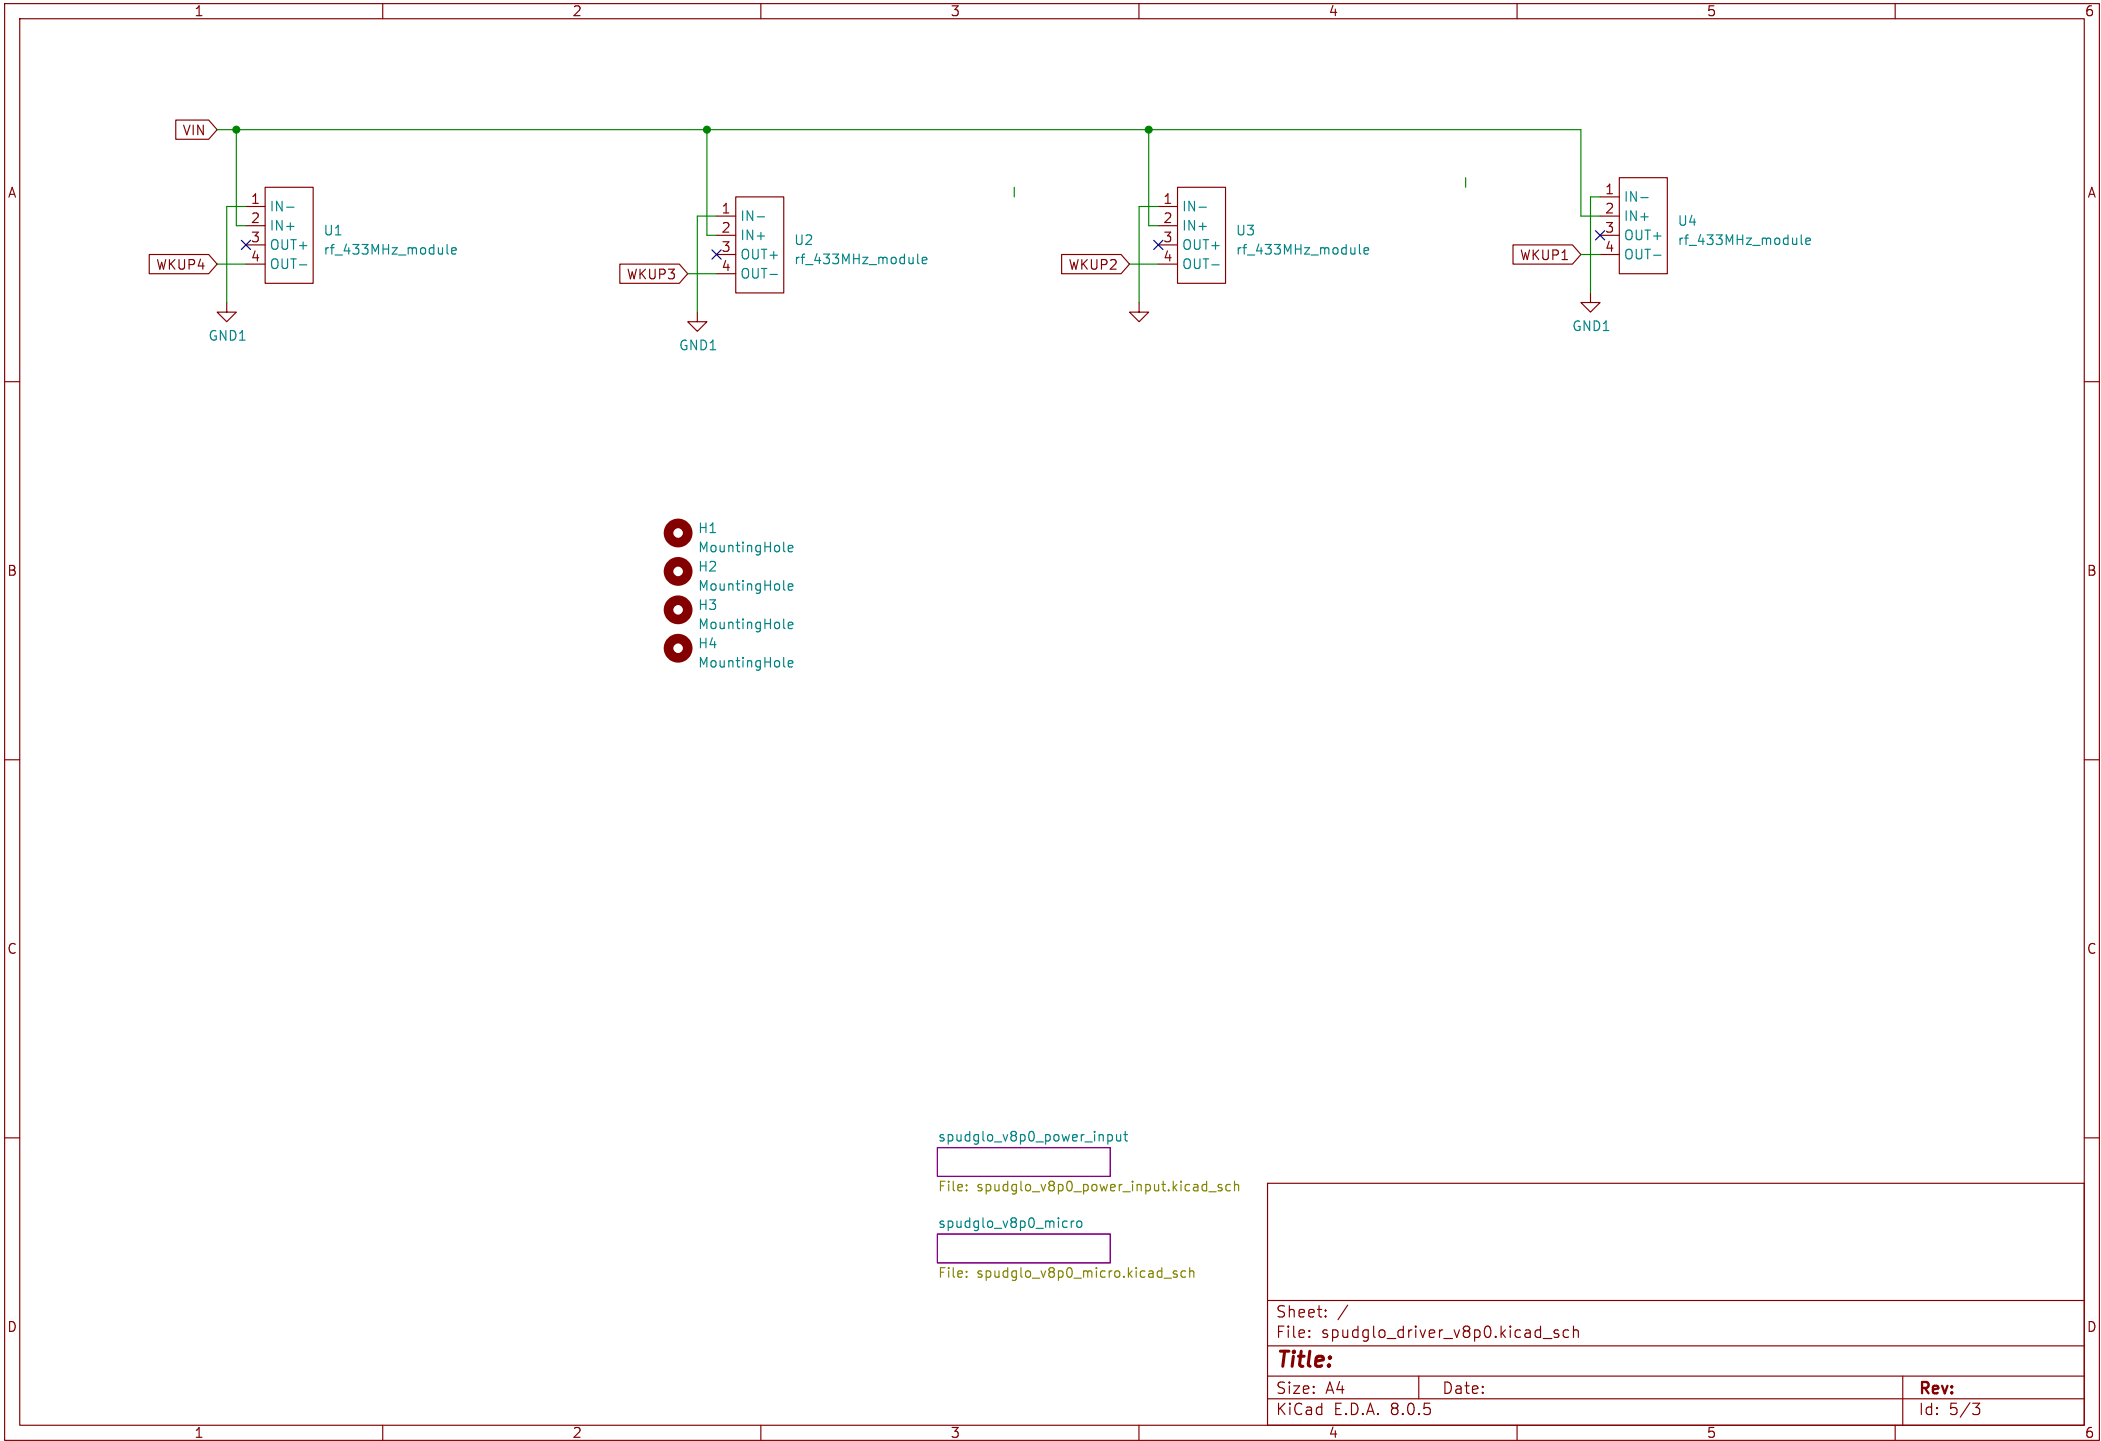 1 2 3 4 5 6
VIN
A A
1 IN-
2 IN+
3 OUT+
4 OUT-
U1
rf_433MHz_module
WKUP4
GND1
1 IN-
2 IN+
3 OUT+
4 OUT-
U2
rf_433MHz_module
WKUP3
GND1
1 IN-
2 IN+
3 OUT+
4 OUT-
U3
rf_433MHz_module
WKUP2
1 IN-
2 IN+
3 OUT+
4 OUT-
U4
rf_433MHz_module
WKUP1
GND1
B B
H1
MountingHole
H2
MountingHole
H3
MountingHole
H4
MountingHole
C C
spudglo_v8p0_power_input
File: spudglo_v8p0_power_input.kicad_sch
spudglo_v8p0_micro
File: spudglo_v8p0_micro.kicad_sch
D D
Sheet: /
File: spudglo_driver_v8p0.kicad_sch
Title:
Size: A4 Date: Rev:
KiCad E.D.A. 8.0.5 Id: 5/3
1 2 3 4 5 6